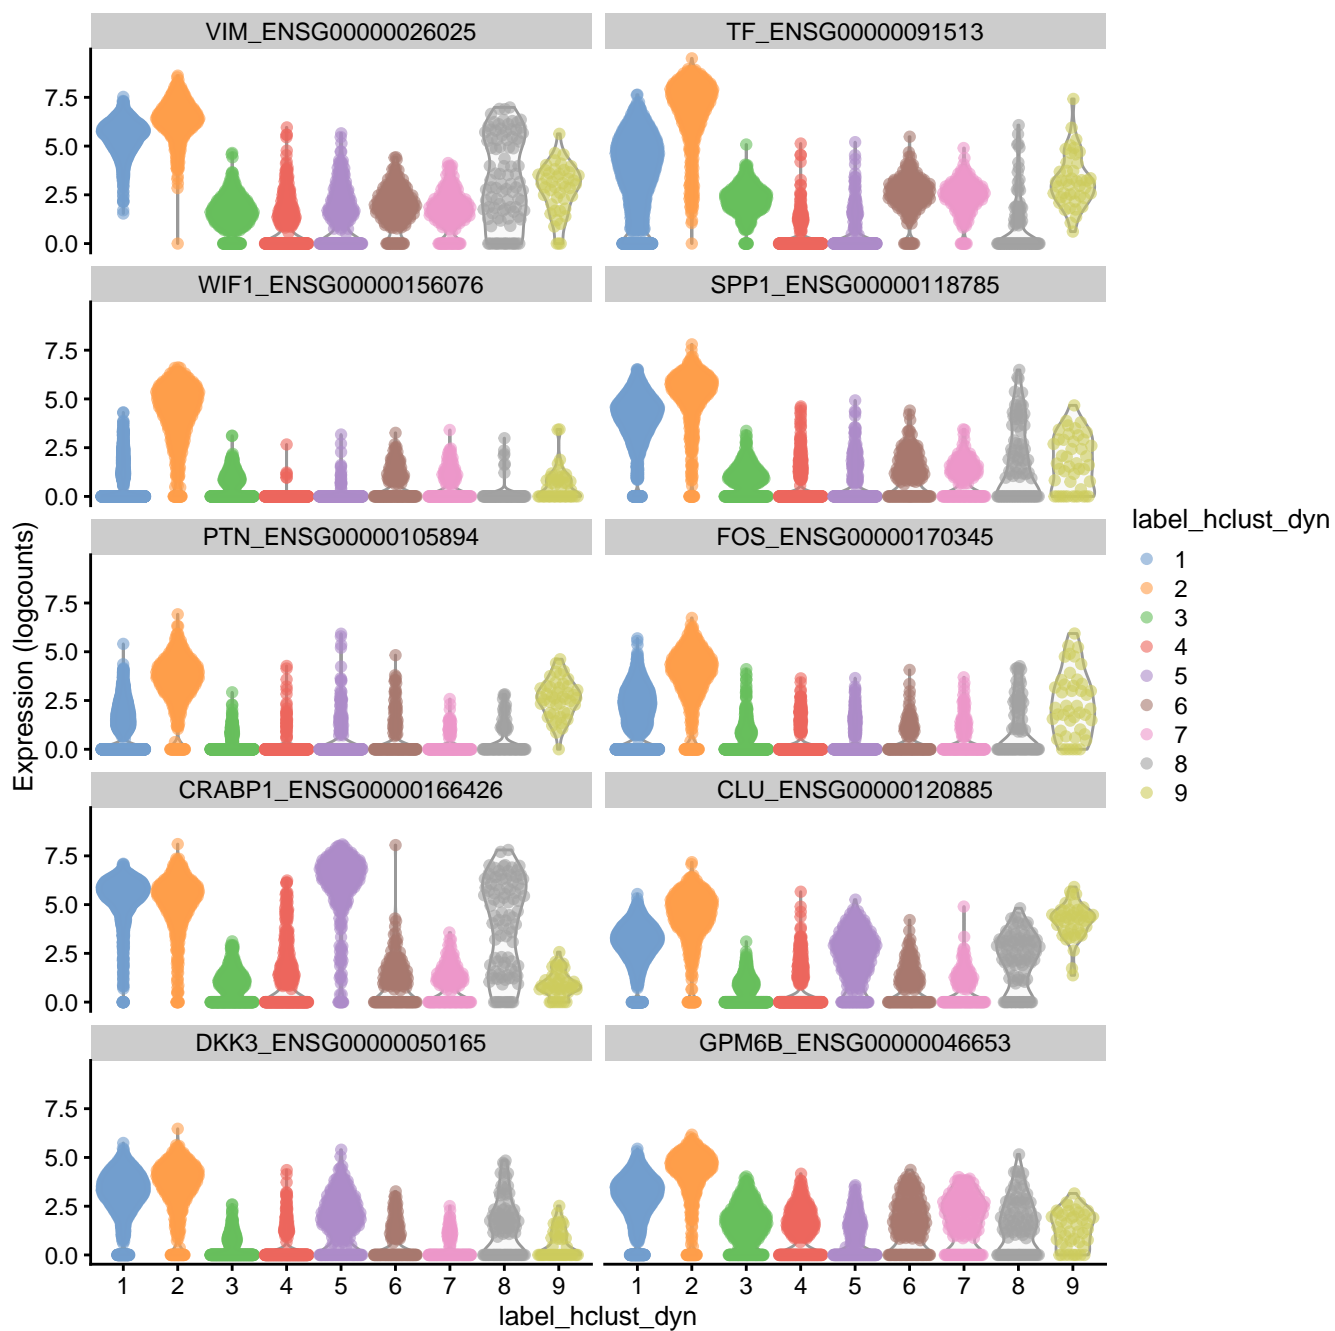 VIM_ENSG00000026025
TF_ENSG00000091513
7.5
5.0
2.5
0.0
WIF1_ENSG00000156076
SPP1_ENSG00000118785
7.5
5.0
2.5
0.0
PTN_ENSG00000105894
FOS_ENSG00000170345
7.5
5.0
2.5
0.0
CRABP1_ENSG00000166426
CLU_ENSG00000120885
7.5
5.0
2.5
0.0
DKK3_ENSG00000050165
GPM6B_ENSG00000046653
7.5
5.0
2.5
0.0
1 2 3 4 5 6 7 8 9
1 2 3 4 5 6 7 8 9
label_hclust_dyn
Expression (logcounts)
label_hclust_dyn
1
2
3
4
5
6
7
8
9